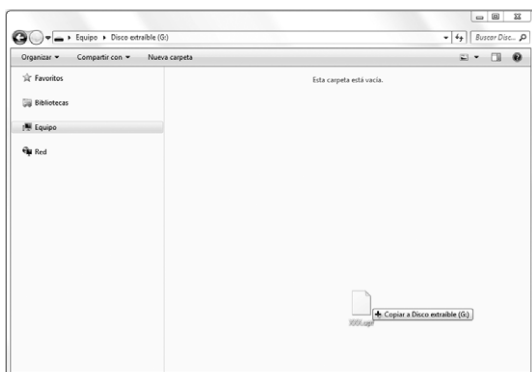 Equipo ▸ Disco extraíble (G:)
Buscar Disc...
Organizar ▾ Compartir con ▾ Nueva carpeta
Favoritos
Esta carpeta está vacía.
Bibliotecas
Equipo
Red
Copiar a Disco extraíble (G:)